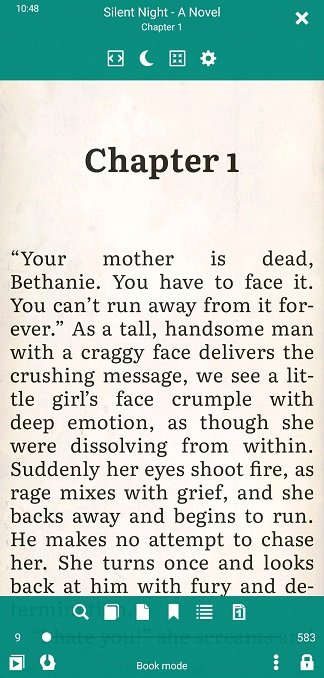 10:48
Silent Night - A Novel
Chapter 1
Chapter 1
“Your mother is dead,
Bethanie. You have to face it.
You can’t run away from it for-
ever.” As a tall, handsome man
with a craggy face delivers the
crushing message, we see a lit-
tle girl’s face crumple with
deep emotion, as though she
were dissolving from within.
Suddenly her eyes shoot fire, as
rage mixes with grief, and she
backs away and begins to run.
He makes no attempt to chase
her. She turns once and looks
back at him with fury and de-
hate you!” she screams and
9
583
Book mode